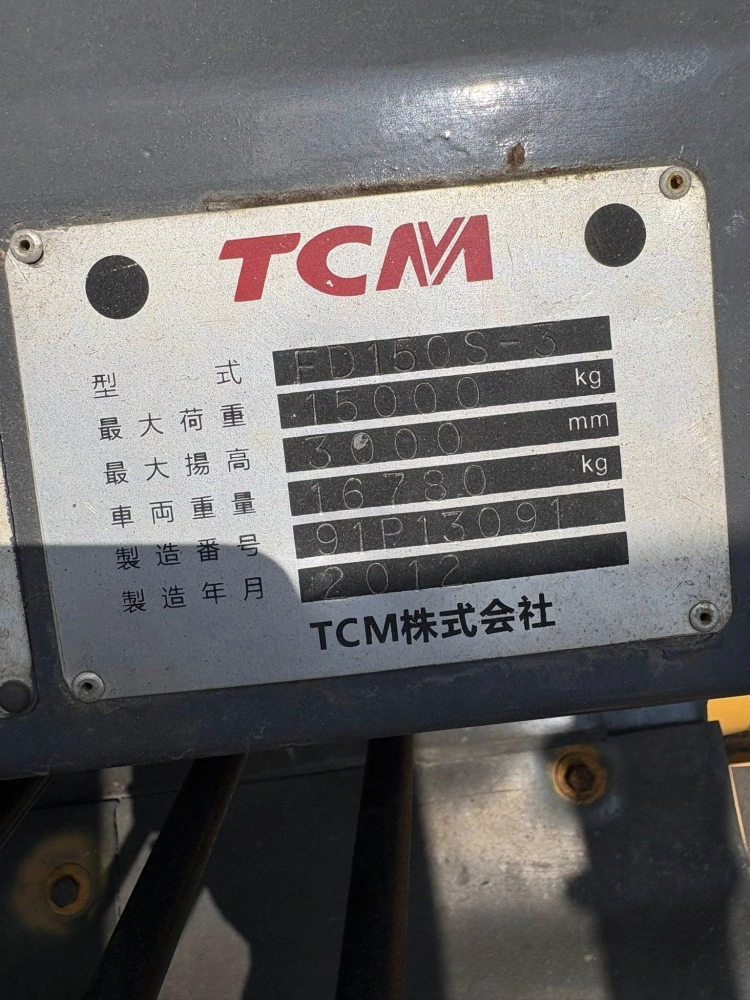 TCM
型式 FD150S-3
最大荷重 15000 kg
最大揚高 3000 mm
車両重量 16780 kg
製造番号 91P13091
製造年月 2012
TCM株式会社